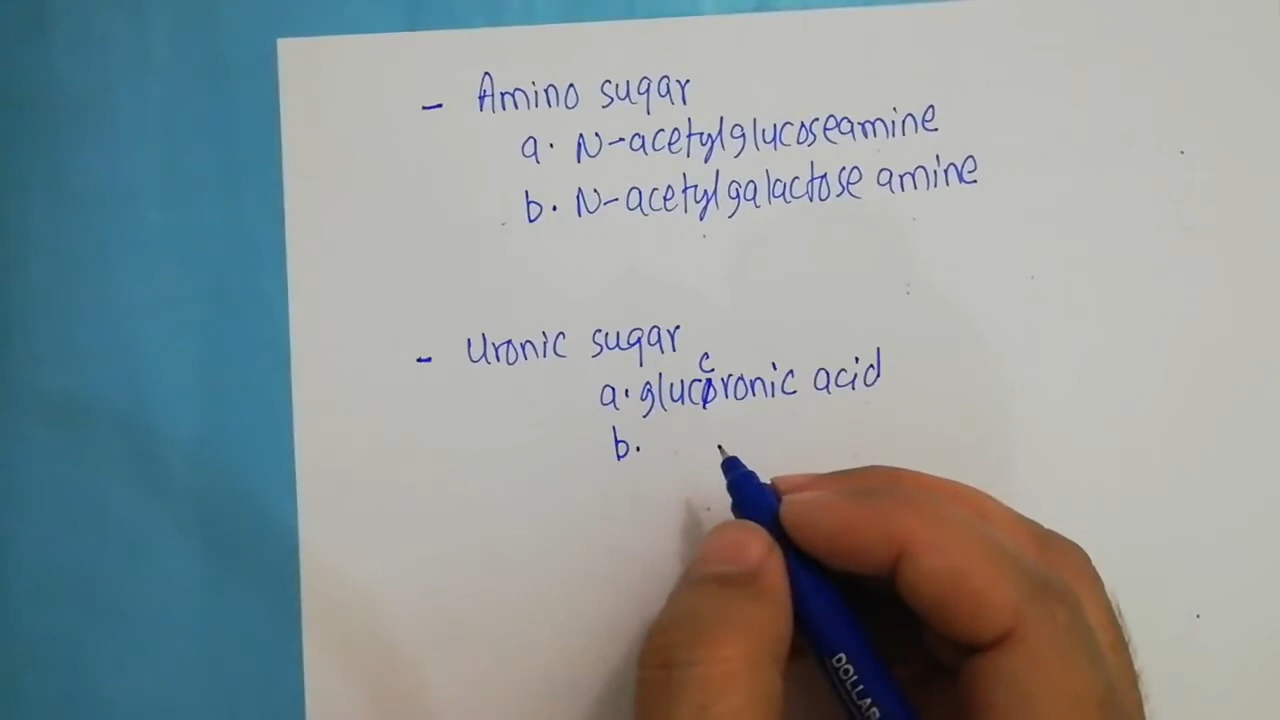 - Amino sugar
a. N-acetylglucoseamine
b. N-acetylgalactose amine
- Uronic sugar
a. glucoronic acid
b.
DOLLAR